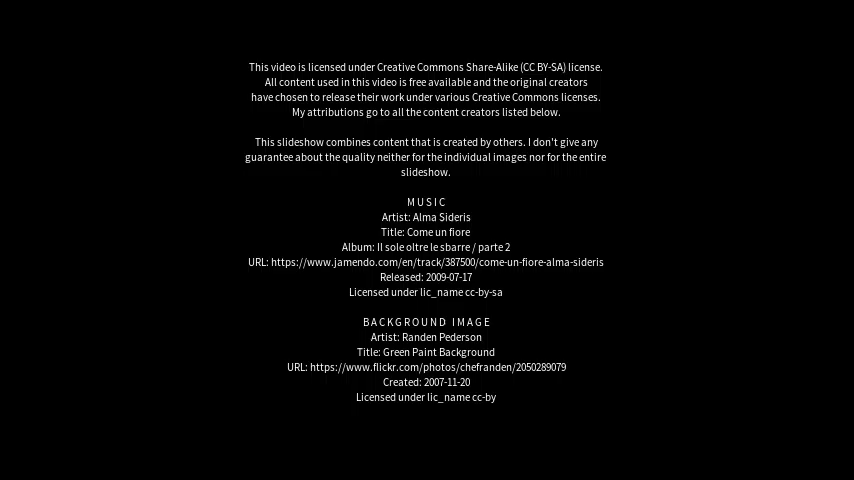 This video is licensed under Creative Commons Share-Alike (CC BY-SA) license.
All content used in this video is free available and the original creators
have chosen to release their work under various Creative Commons licenses.
My attributions go to all the content creators listed below.
This slideshow combines content that is created by others. I don't give any
guarantee about the quality neither for the individual images nor for the entire
slideshow.
MUSIC
Artist: Alma Sideris
Title: Come un fiore
Album: Il sole oltre le sbarre / parte 2
URL: https://www.jamendo.com/en/track/387500/come-un-fiore-alma-sideris
Released: 2009-07-17
Licensed under lic_name cc-by-sa
BACKGROUND IMAGE
Artist: Randen Pederson
Title: Green Paint Background
URL: https://www.flickr.com/photos/chefranden/2050289079
Created: 2007-11-20
Licensed under lic_name cc-by